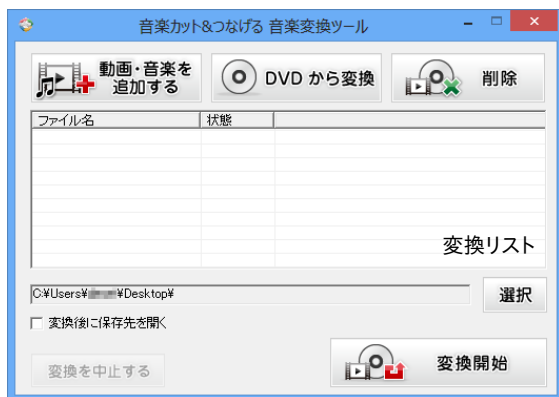 音楽カット&つなげる 音楽変換ツール
動画・音楽を
追加する
DVD から変換
削除
ファイル名 状態
変換リスト
C:¥Users¥ ¥Desktop¥
選択
変換後に保存先を開く
変換を中止する
変換開始